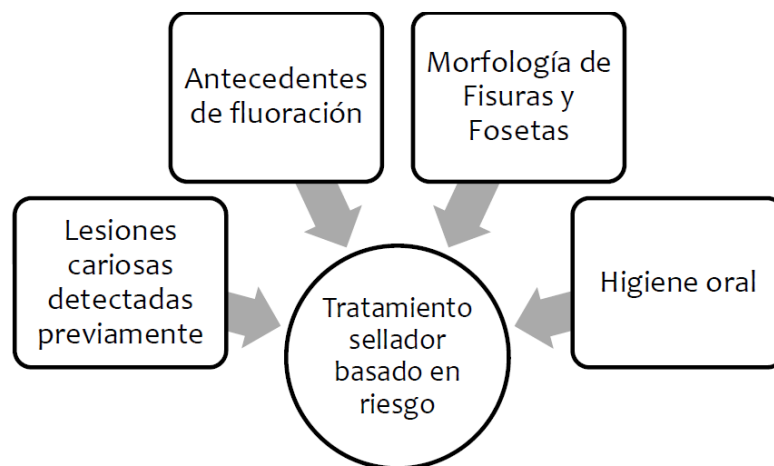 Antecedentes
de fluoración
Morfología de
Fisuras y
Fosetas
Lesiones
cariosas
detectadas
previamente
Higiene oral
Tratamiento
sellador
basado en
riesgo